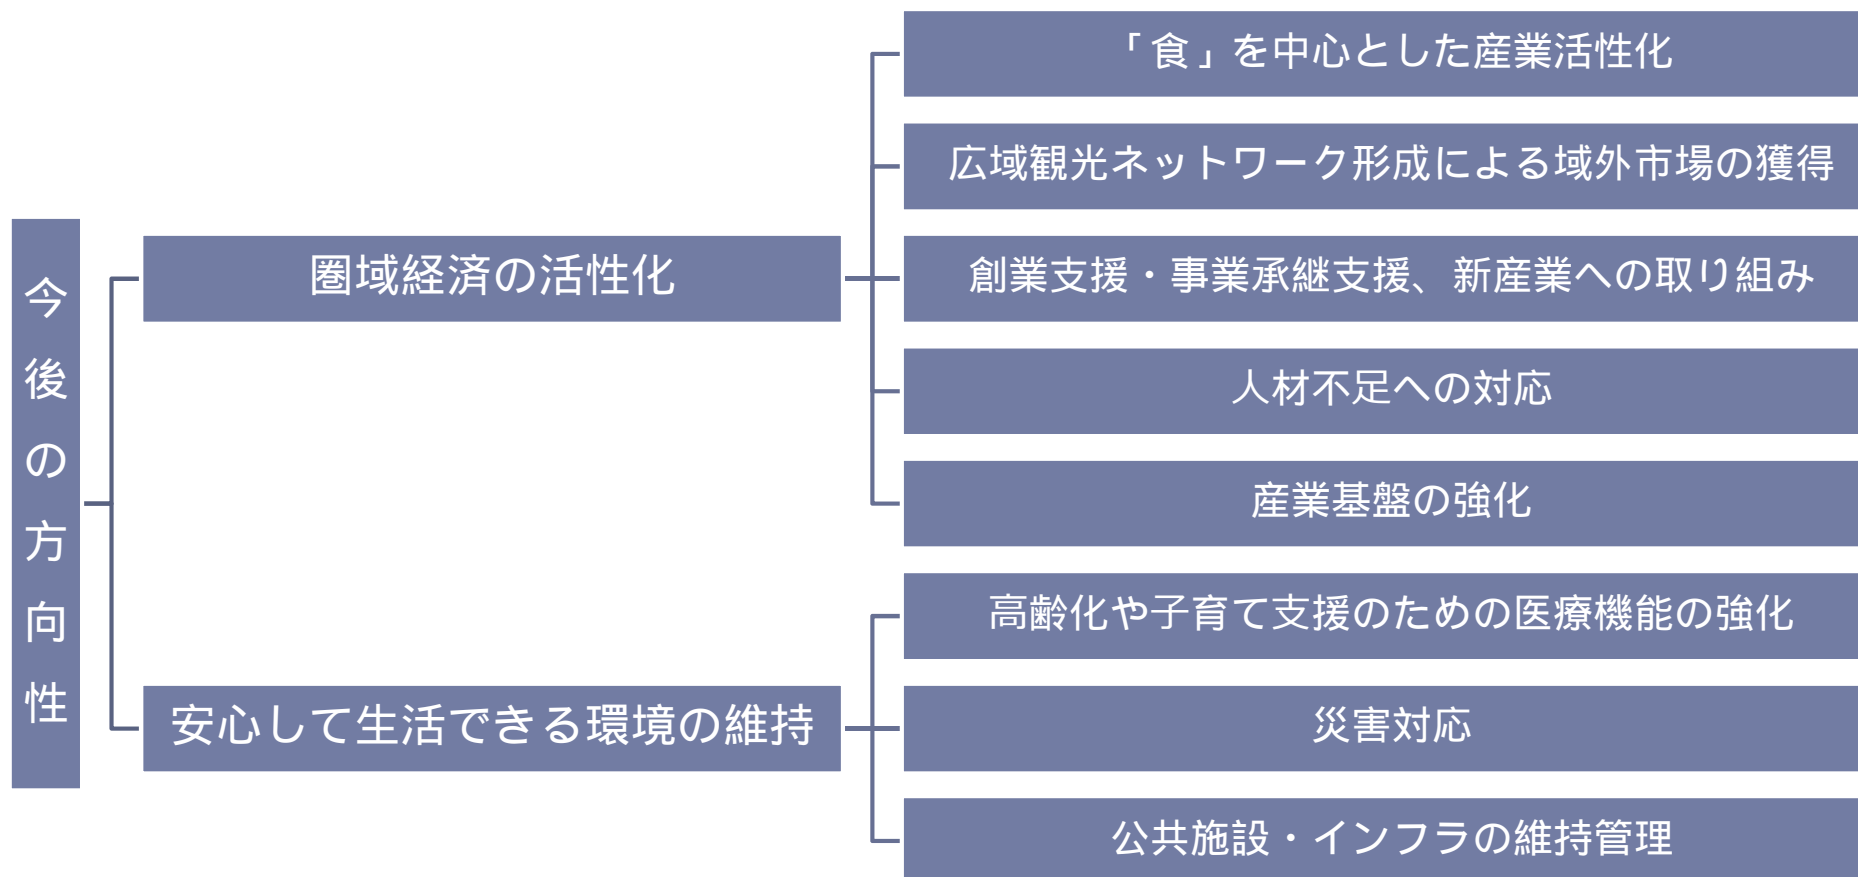 今後の方向性
圏域経済の活性化
「食」を中心とした産業活性化
広域観光ネットワーク形成による域外市場の獲得
創業支援・事業承継支援、新産業への取り組み
人材不足への対応
産業基盤の強化
安心して生活できる環境の維持
高齢化や子育て支援のための医療機能の強化
災害対応
公共施設・インフラの維持管理